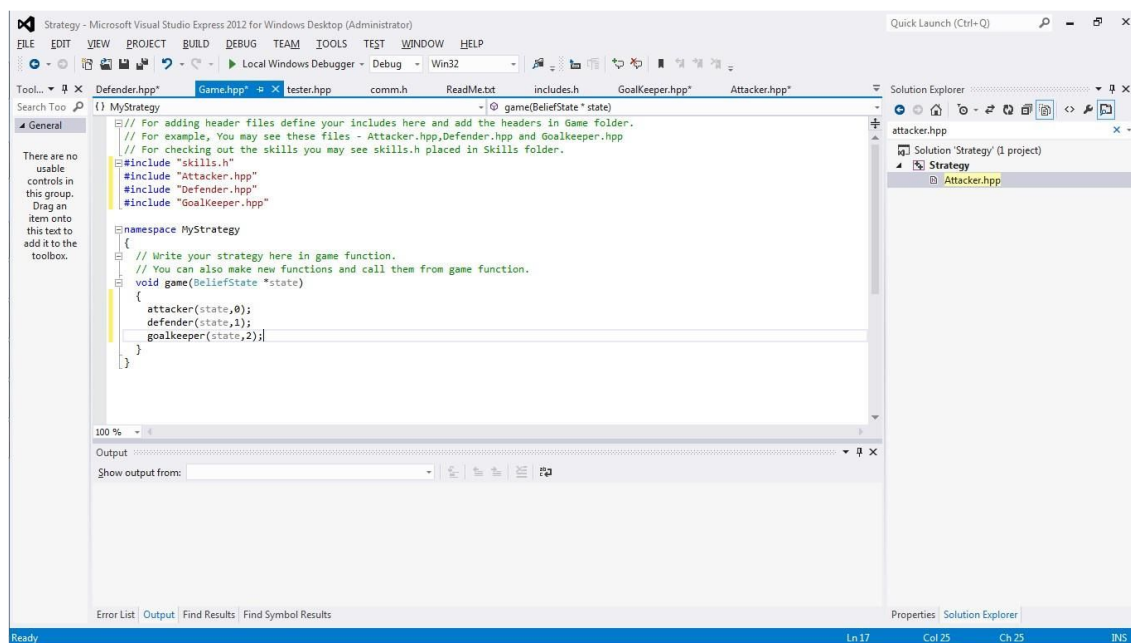 Strategy - Microsoft Visual Studio Express 2012 for Windows Desktop (Administrator)
Quick Launch (Ctrl+Q)
FILE EDIT VIEW PROJECT BUILD DEBUG TEAM TOOLS TEST WINDOW HELP
Local Windows Debugger Debug Win32
Tool...
Search Too
General
There are no
usable
controls in
this group.
Drag an
item onto
this text to
add it to the
toolbox.
Defender.hpp* Game.hpp* tester.hpp comm.h ReadMe.txt includes.h GoalKeeper.hpp* Attacker.hpp*
{} MyStrategy game(BeliefState * state)
// For adding header files define your includes here and add the headers in Game folder.
// For example, You may see these files - Attacker.hpp,Defender.hpp and Goalkeeper.hpp
// For checking out the skills you may see skills.h placed in Skills folder.
#include "skills.h"
#include "Attacker.hpp"
#include "Defender.hpp"
#include "GoalKeeper.hpp"
namespace MyStrategy
{
// Write your strategy here in game function.
// You can also make new functions and call them from game function.
void game(BeliefState *state)
{
attacker(state,0);
defender(state,1);
goalkeeper(state,2);
}
}
100 %
Output
Show output from:
Error List Output Find Results Find Symbol Results
Solution Explorer
attacker.hpp
Solution 'Strategy' (1 project)
Strategy
Attacker.hpp
Properties Solution Explorer
Ready Ln 17 Col 25 Ch 25 INS